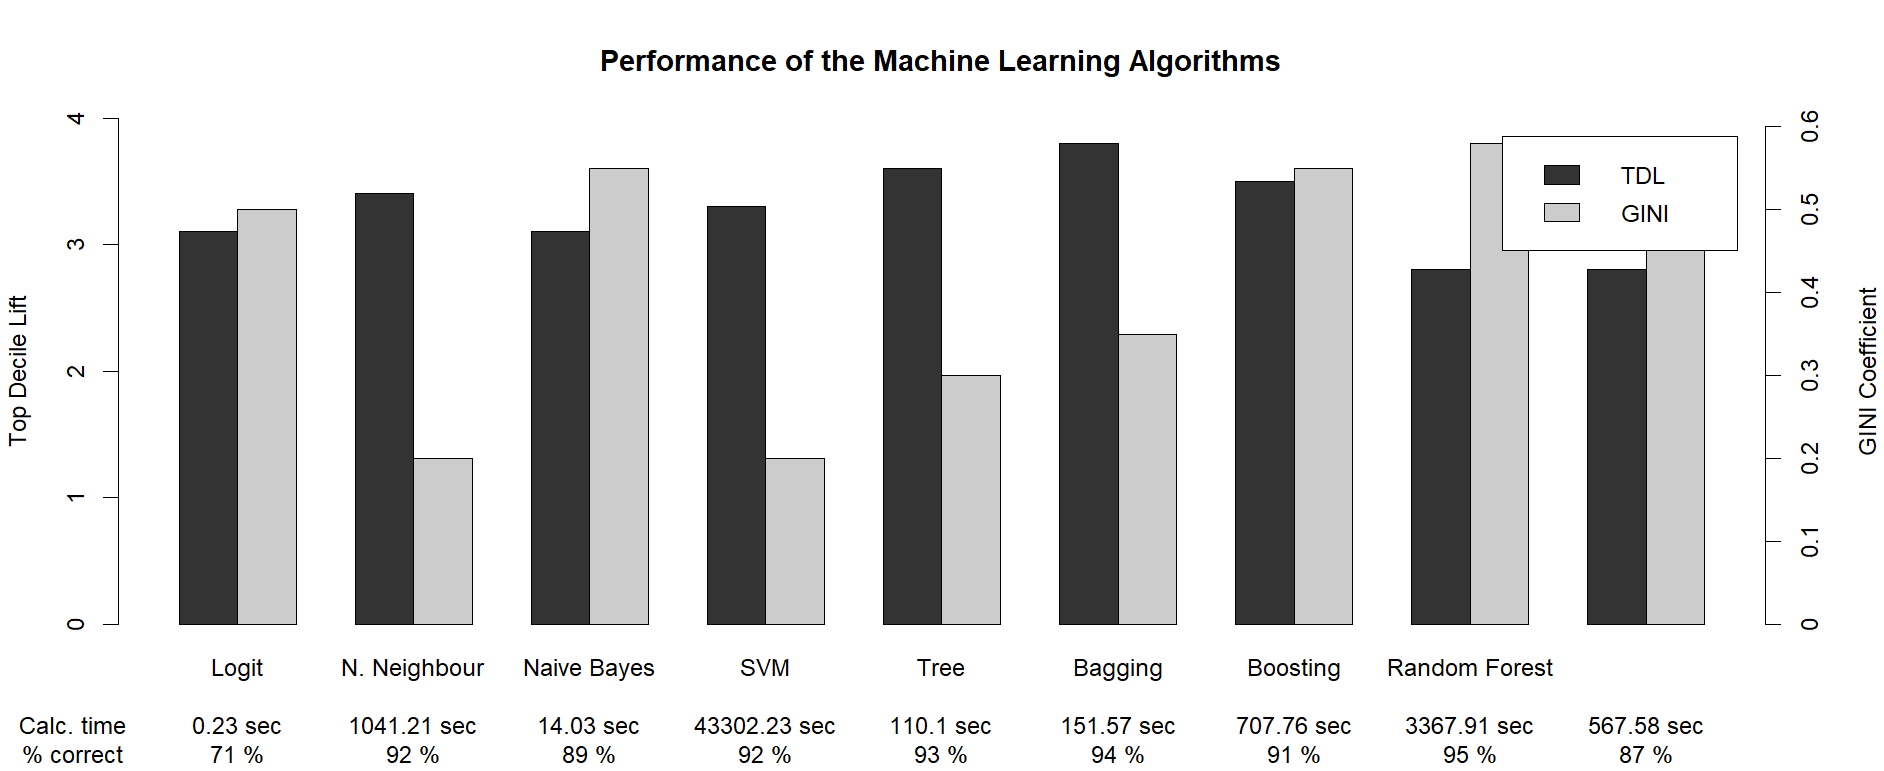 Performance of the Machine Learning Algorithms
4
3
2
1
0
Top Decile Lift
0.6
0.5
0.4
0.3
0.2
0.1
0
GINI Coefficient
TDL
GINI
Logit N. Neighbour Naive Bayes SVM Tree Bagging Boosting Random Forest
Calc. time 0.23 sec 1041.21 sec 14.03 sec 43302.23 sec 110.1 sec 151.57 sec 707.76 sec 3367.91 sec 567.58 sec
% correct 71 % 92 % 89 % 92 % 93 % 94 % 91 % 95 % 87 %